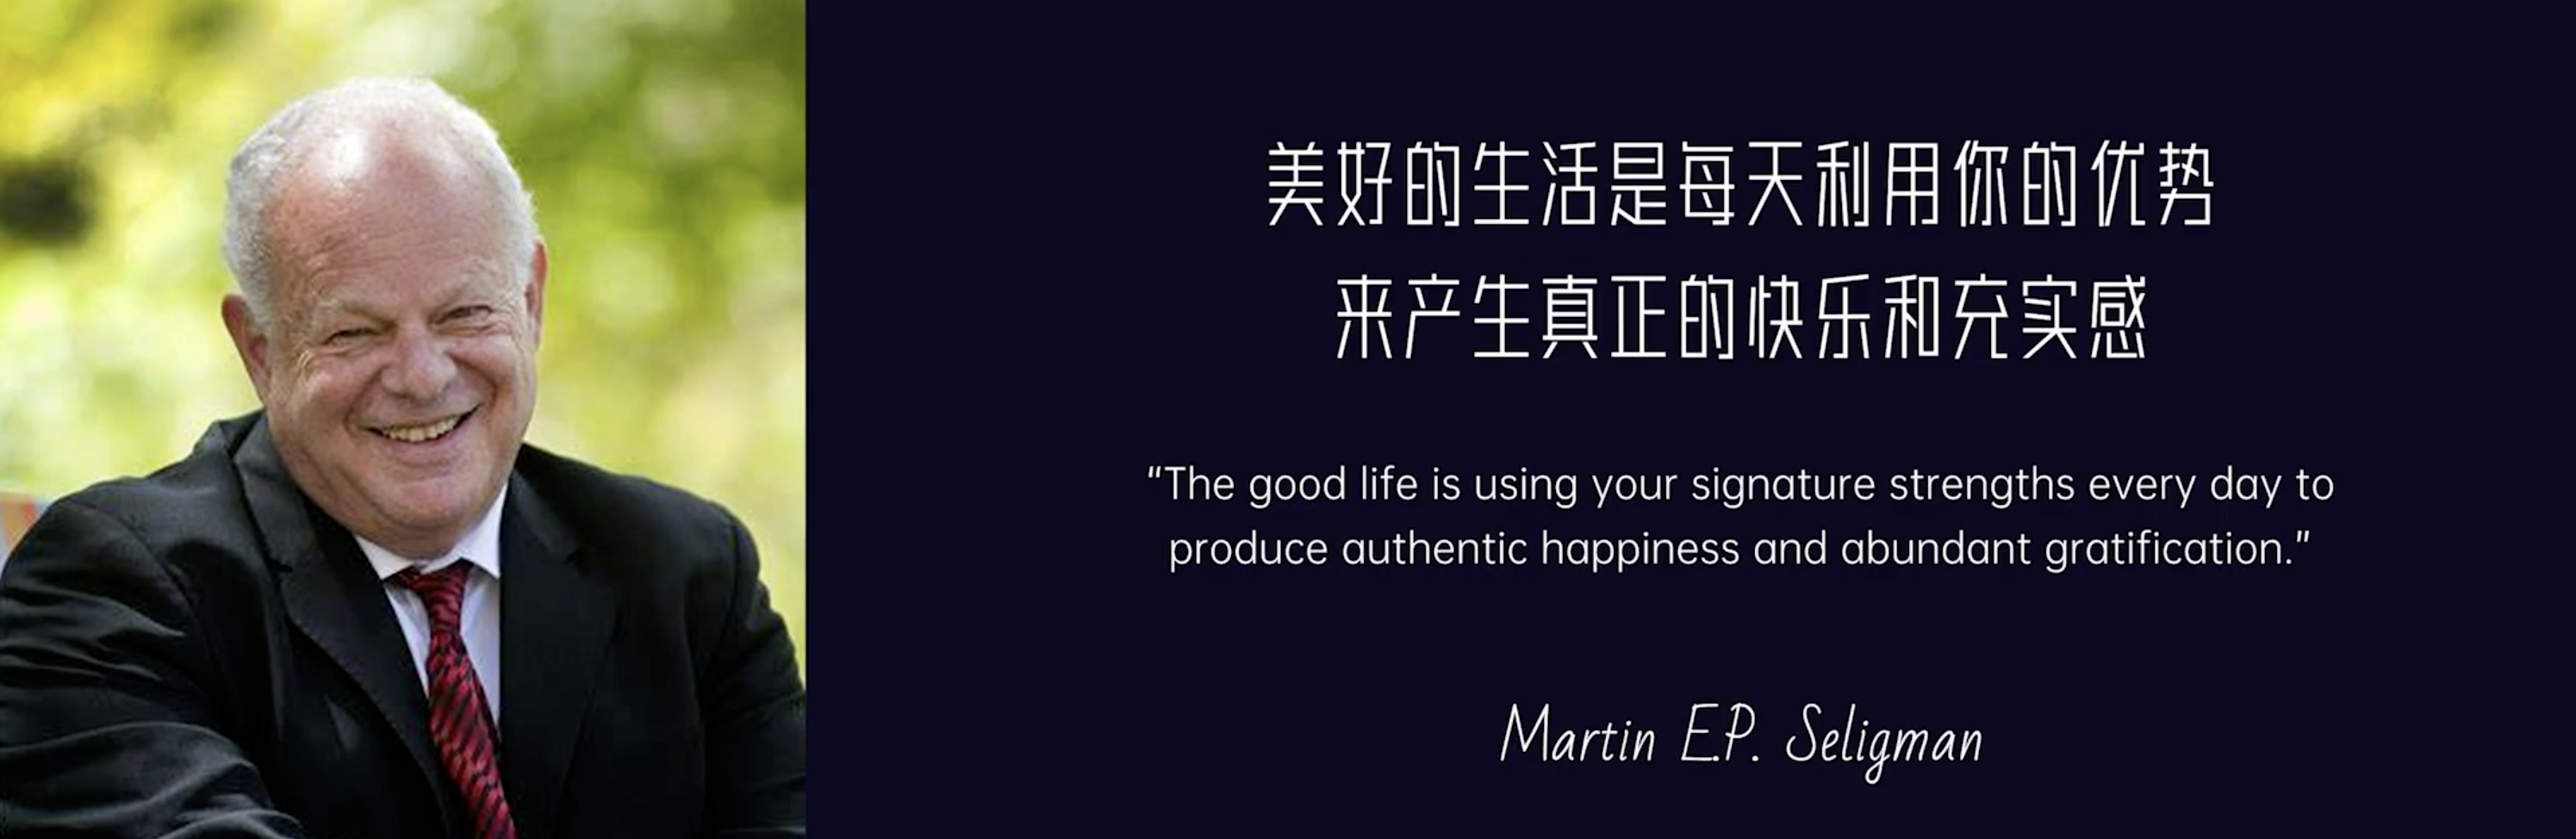 美好的生活是每天利用你的优势
来产生真正的快乐和充实感
“The good life is using your signature strengths every day to
produce authentic happiness and abundant gratification.”
Martin E.P. Seligman